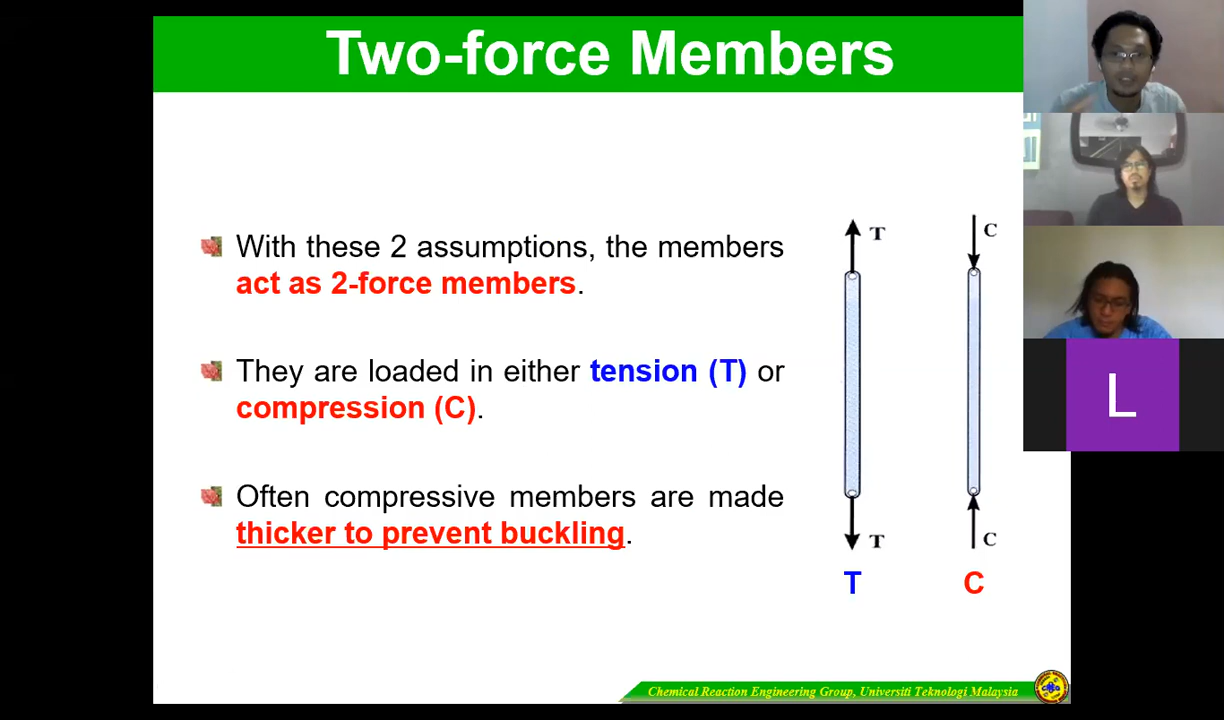 Two-force Members
With these 2 assumptions, the members
act as 2-force members.
They are loaded in either tension (T) or
compression (C).
Often compressive members are made
thicker to prevent buckling.
T
C
T
C
T
C
Chemical Reaction Engineering Group, Universiti Teknologi Malaysia
L